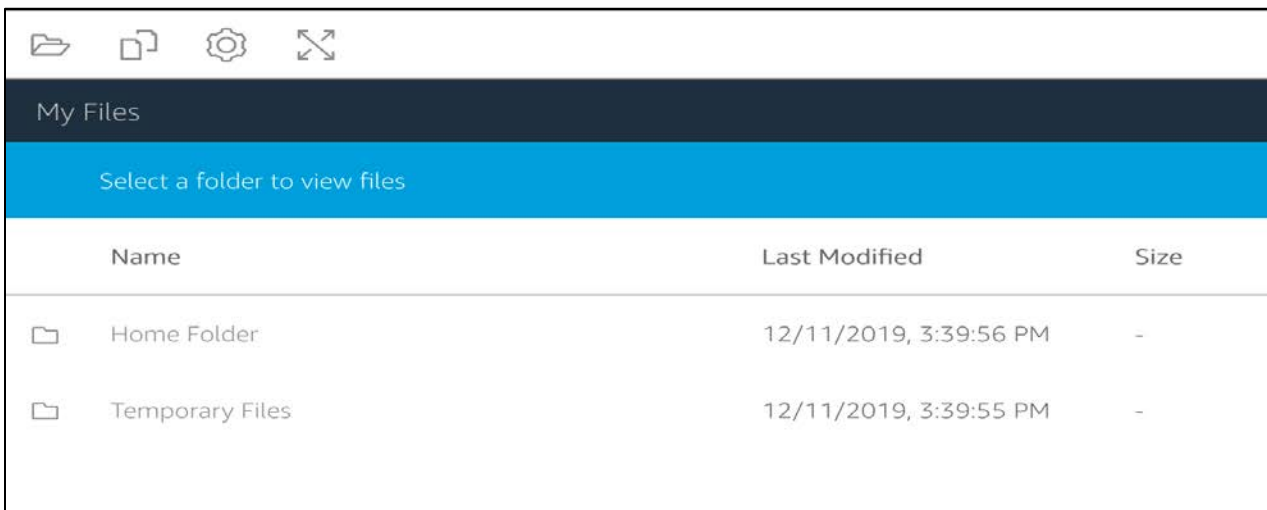 My Files
Select a folder to view files
Name Last Modified Size
Home Folder 12/11/2019, 3:39:56 PM -
Temporary Files 12/11/2019, 3:39:55 PM -